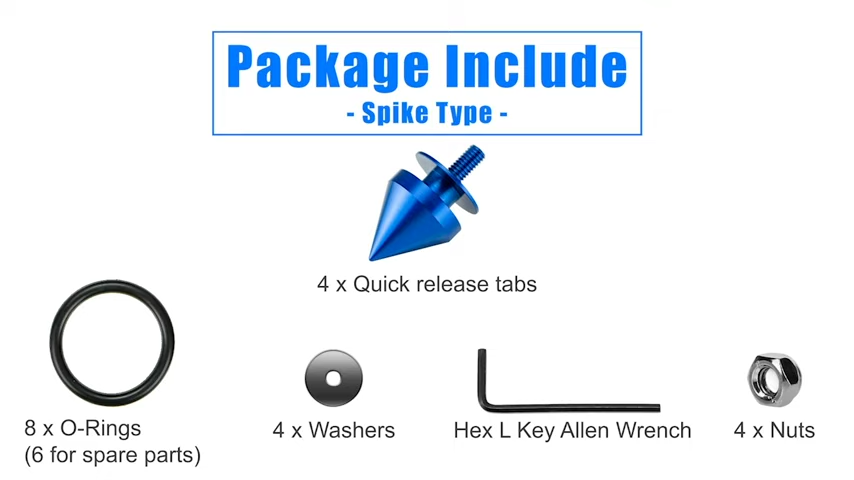 Package Include
- Spike Type -
4 x Quick release tabs
8 x O-Rings
(6 for spare parts)
4 x Washers
Hex L Key Allen Wrench
4 x Nuts